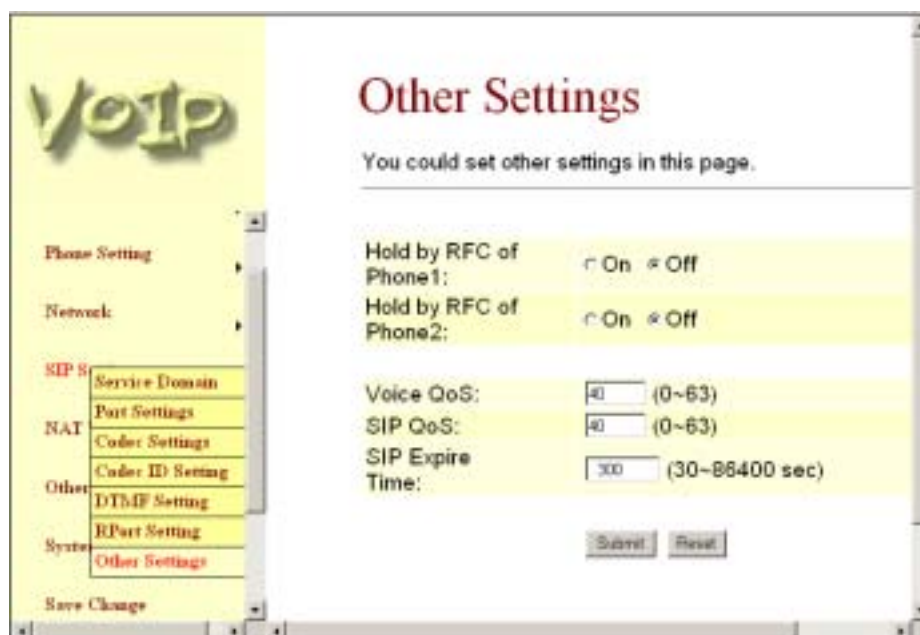 VOIP
Other Settings
You could set other settings in this page.
Phone Setting
Network
SIP S
NAT
Other
System
Service Domain
Port Settings
Codec Settings
Codec ID Setting
DTMF Setting
RPort Setting
Other Settings
Save Change
Hold by RFC of
Phone1:
On Off
Hold by RFC of
Phone2:
On Off
Voice QoS: 40 (0~63)
SIP QoS: 40 (0~63)
SIP Expire
Time: 300 (30~86400 sec)
Submit Reset